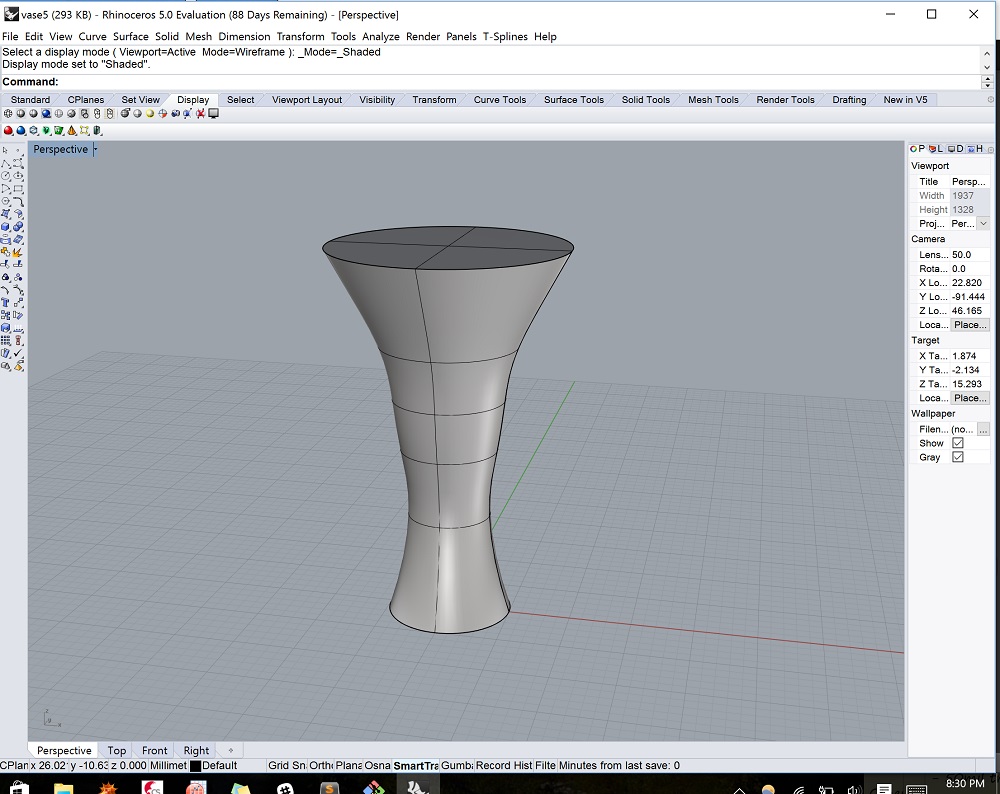 vase5 (293 KB) - Rhinoceros 5.0 Evaluation (88 Days Remaining) - [Perspective]
File Edit View Curve Surface Solid Mesh Dimension Transform Tools Analyze Render Panels T-Splines Help
Select a display mode ( Viewport=Active Mode=Wireframe ): _Mode=_Shaded
Display mode set to "Shaded".
Command:
Standard CPlanes Set View Display Select Viewport Layout Visibility Transform Curve Tools Surface Tools Solid Tools Mesh Tools Render Tools Drafting New in V5
Perspective
P L D H
Viewport
Title Persp...
Width 1937
Height 1328
Proj... Per...
Camera
Lens... 50.0
Rota... 0.0
X Lo... 22.820
Y Lo... -91.444
Z Lo... 46.165
Loca... Place...
Target
X Ta... 1.874
Y Ta... -2.134
Z Ta... 15.293
Loca... Place...
Wallpaper
Filen... (no... ...
Show
Gray
z
x
Perspective Top Front Right
CPlan x 26.02 y -10.63 z 0.000 Millimet Default Grid Sn Orth Plana Osna SmartTra Gumb Record Hist Filte Minutes from last save: 0
8:30 PM